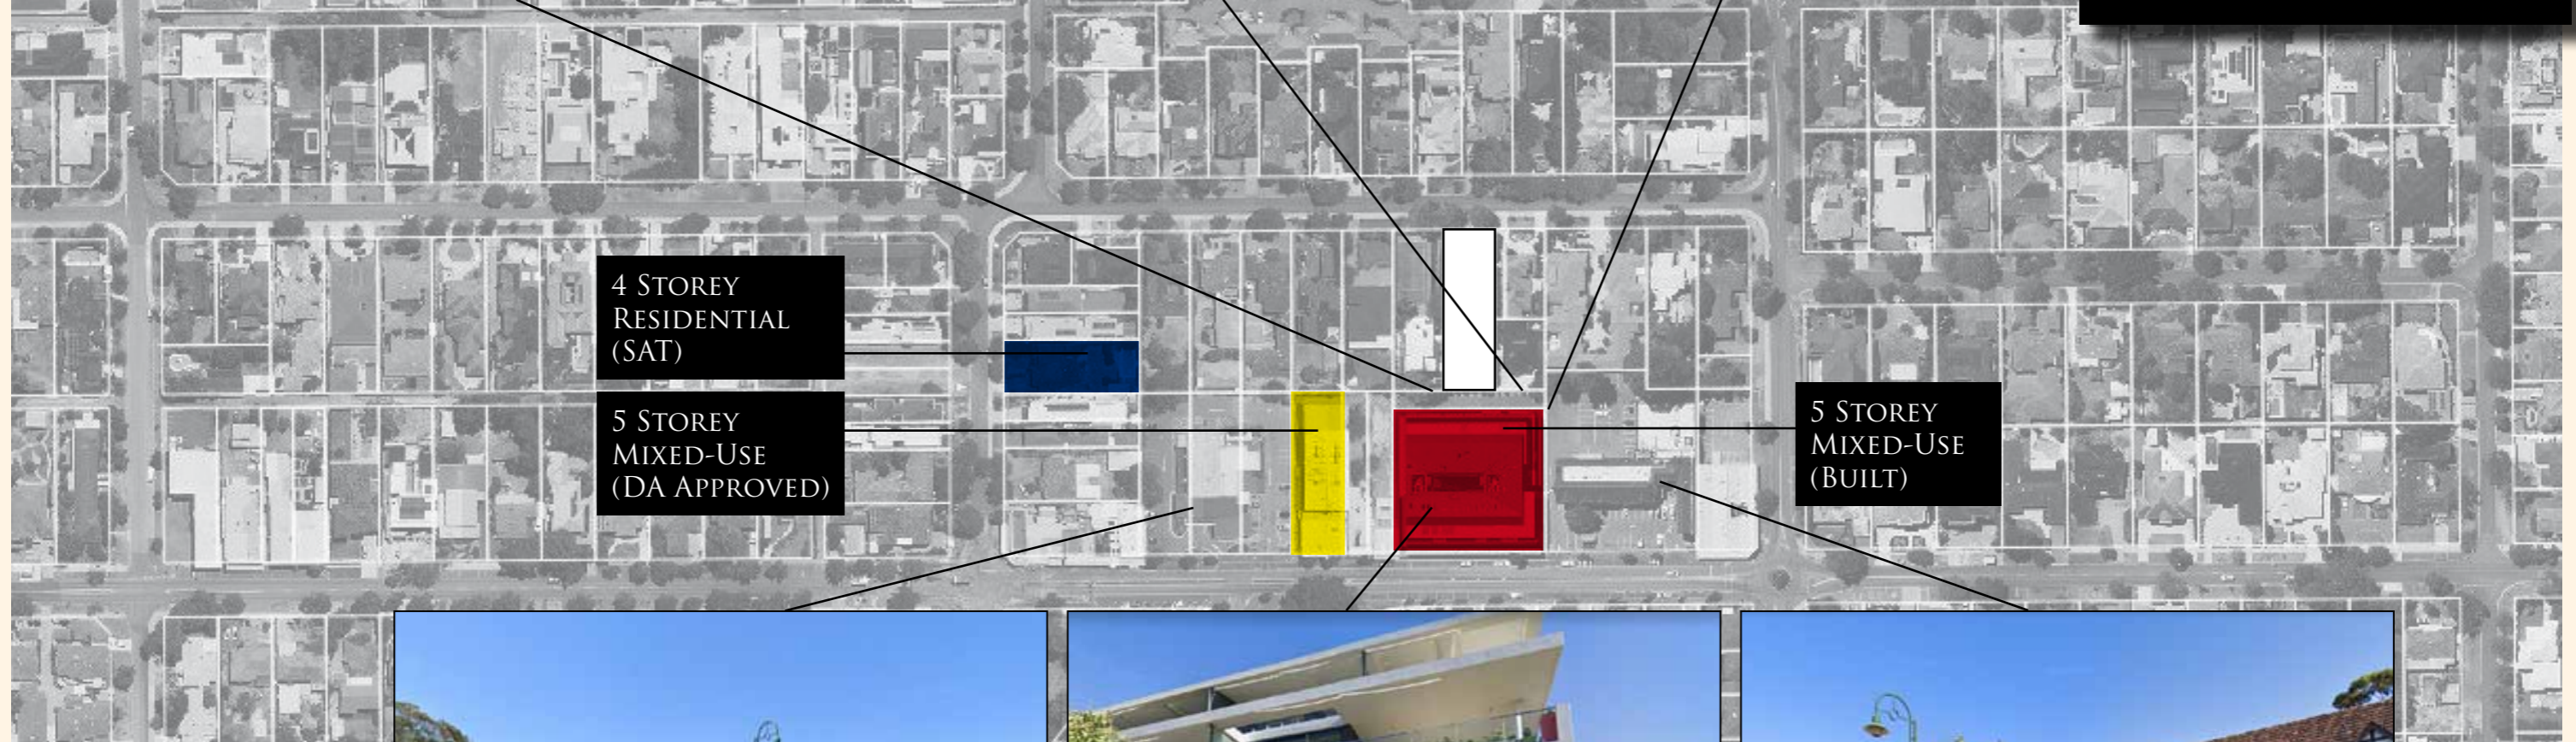 4 STOREY
RESIDENTIAL
(SAT)
5 STOREY
MIXED-USE
(DA APPROVED)
5 STOREY
MIXED-USE
(BUILT)